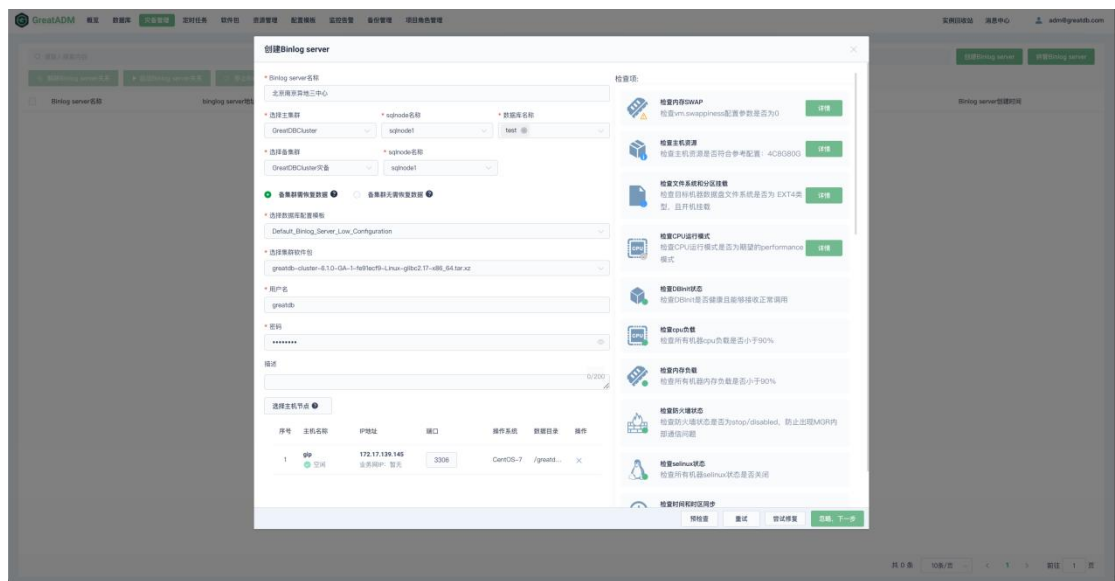 GreatADM 概览 数据库 灾备管理 定时任务 软件包 资源管理 配置模板 监控告警 备份管理 项目角色管理 实例回收站 消息中心 adm@greatdb.com
创建Binlog server
创建Binlog server
Binlog server名称
Binlog server创建时间
* Binlog server名称
北京南京异地三中心
* 选择主集群 * sqlnode名称 * 数据库名称
GreatDBCluster sqlnode1 test
* 选择备集群 * sqlnode名称
GreatDBCluster灾备 sqlnode1
备集群需恢复数据 备集群无需恢复数据
* 选择数据库配置模板
Default_Binlog_Server_Low_Configuration
* 选择集群软件包
* 用户名
greatdb
* 密码
••••••••
描述
0/200
选择主机节点
序号 主机名称 IP地址 端口 操作系统 数据目录 操作
1 gip 172.17.139.145 3306 CentOS-7 /greatd...
空闲 业务网IP: 暂无
检查项:
检查内存SWAP
检查vm.swappiness配置参数是否为0
详情
检查主机资源
检查主机资源是否符合参考配置：4C8G80G
详情
检查文件系统和分区挂载
检查目标机器数据盘文件系统是否为 EXT4类
型，且开机挂载
详情
检查CPU运行模式
检查CPU运行模式是否为期望的performance
模式
详情
检查DBInit状态
检查DBInit是否健康且能够接收正常调用
检查cpu负载
检查所有机器cpu负载是否小于90%
检查内存负载
检查所有机器内存负载是否小于90%
检查防火墙状态
检查防火墙状态是否为stop/disabled，防止出现MGR内
部通信问题
检查selinux状态
检查所有机器selinux状态是否关闭
检查时间和时区同步
预检查 重试 尝试修复 忽略，下一步
共 0 条 10条/页 1 前往 1 页